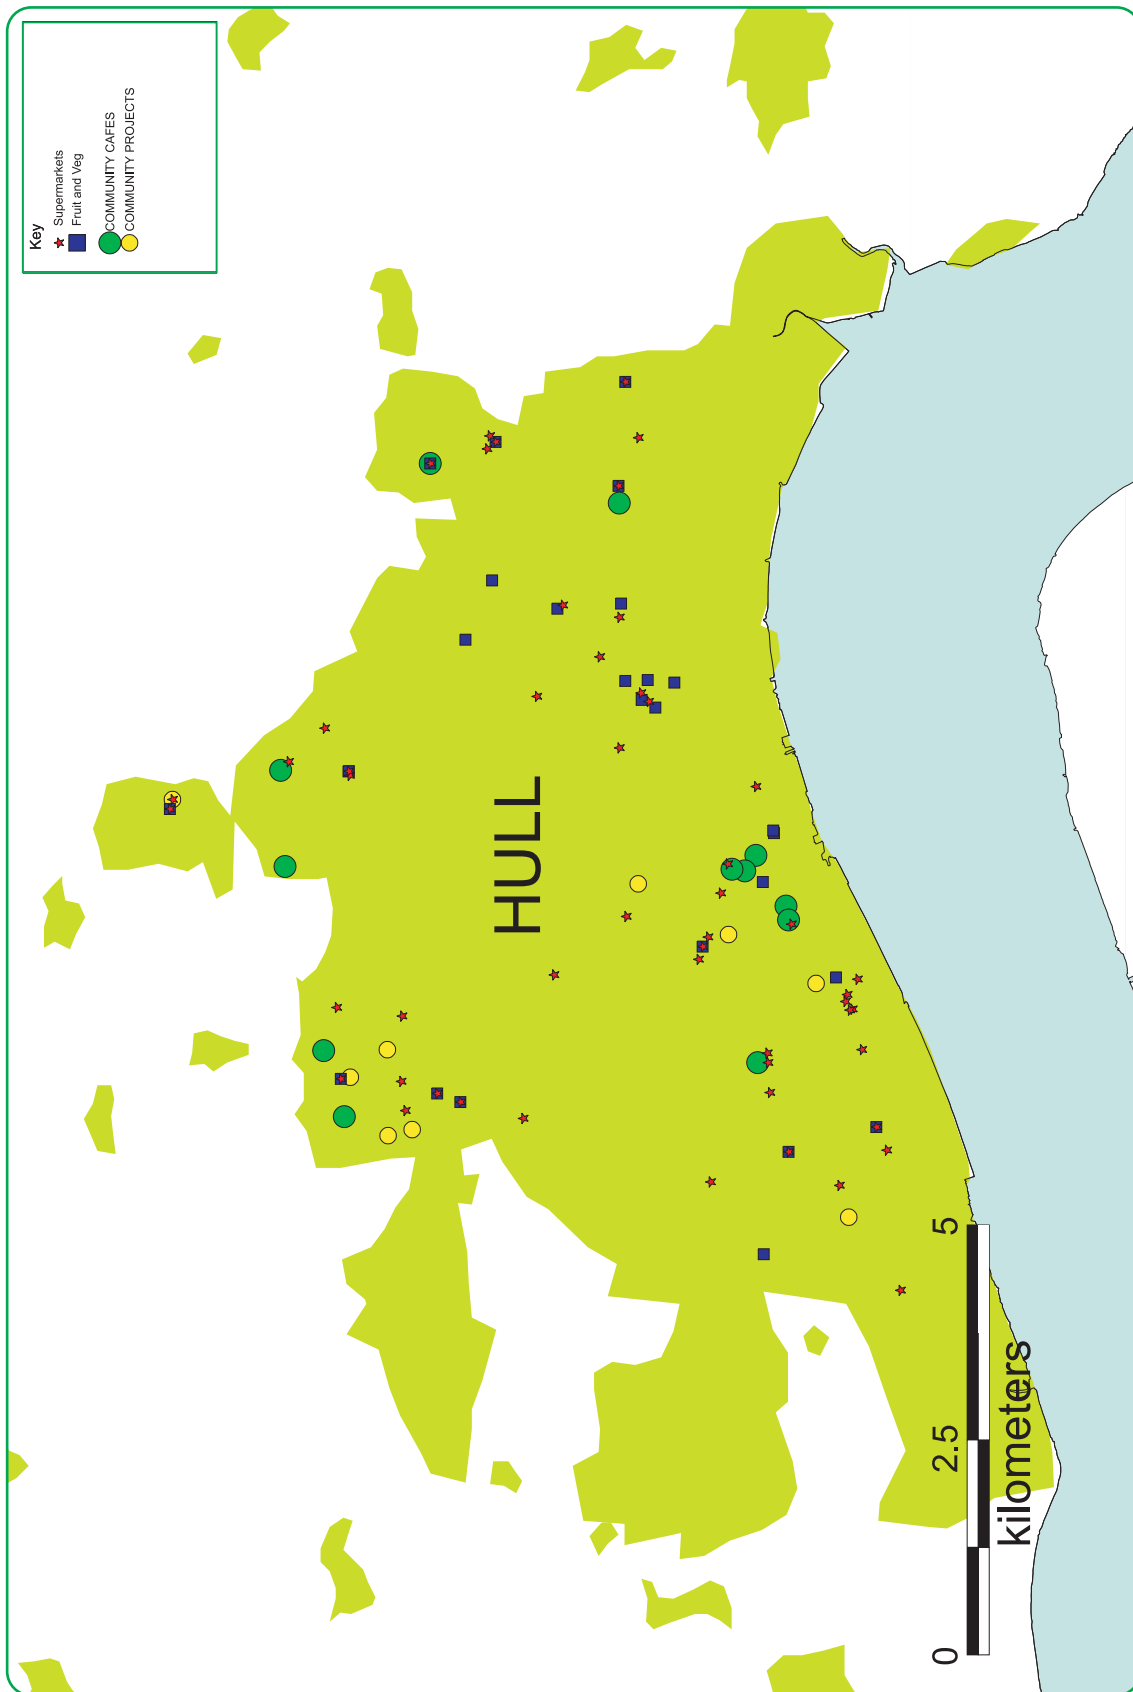 Key
Supermarkets
Fruit and Veg
COMMUNITY CAFES
COMMUNITY PROJECTS
HULL
0 2.5 5
kilometers